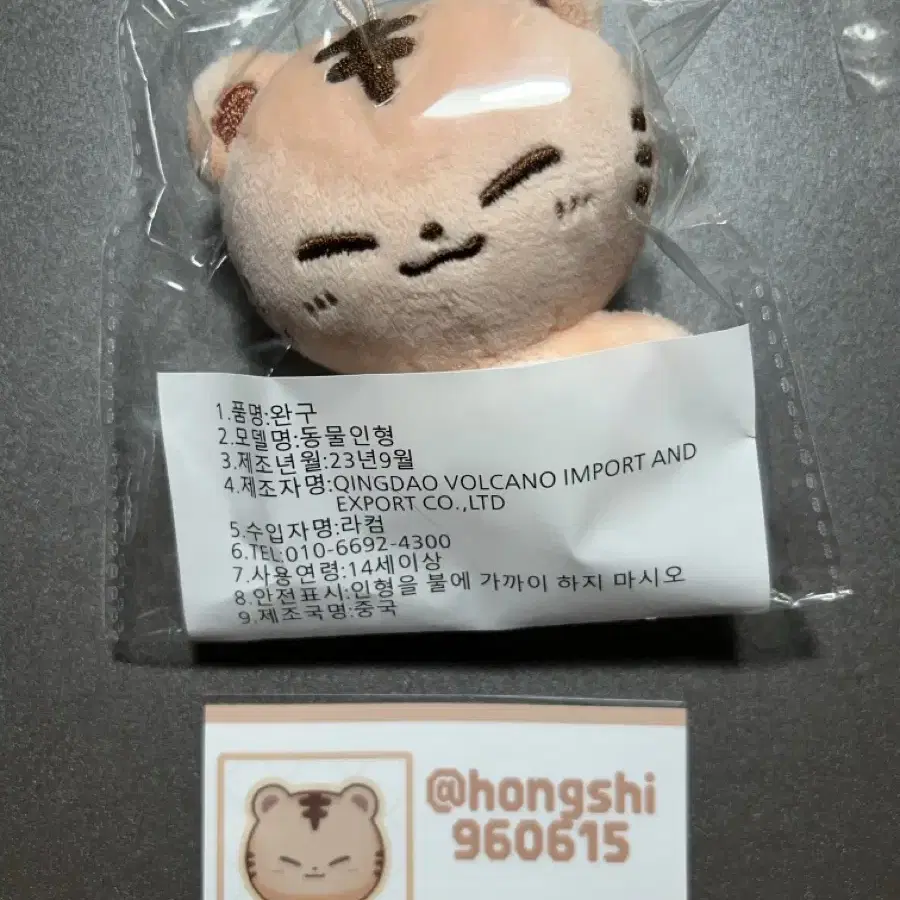 1.품명:완구
2.모델명:동물인형
3.제조년월:23년9월
4.제조자명:QINGDAO VOLCANO IMPORT AND
EXPORT CO.,LTD
5.수입자명:라컴
6.TEL:010-6692-4300
7.사용연령:14세이상
8.안전표시:인형을 불에 가까이 하지 마시오
9.제조국명:중국
@hongshi
960615